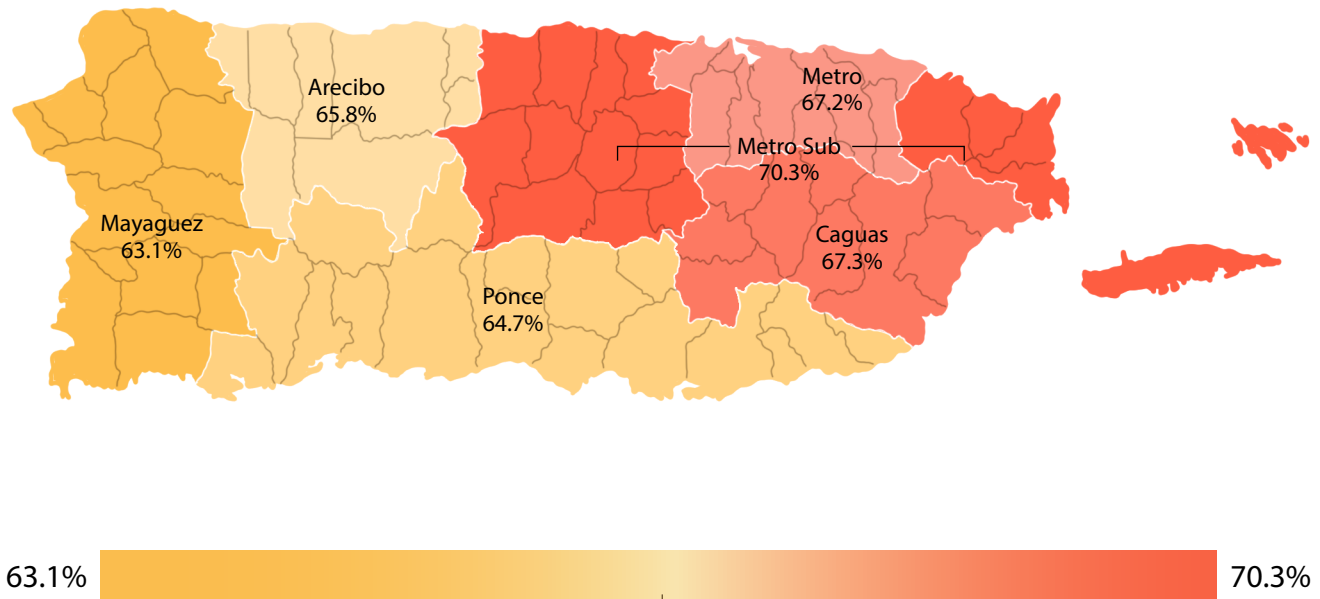 Arecibo
65.8%
Metro
67.2%
Metro Sub
70.3%
Mayaguez
63.1%
Caguas
67.3%
Ponce
64.7%
63.1%
70.3%